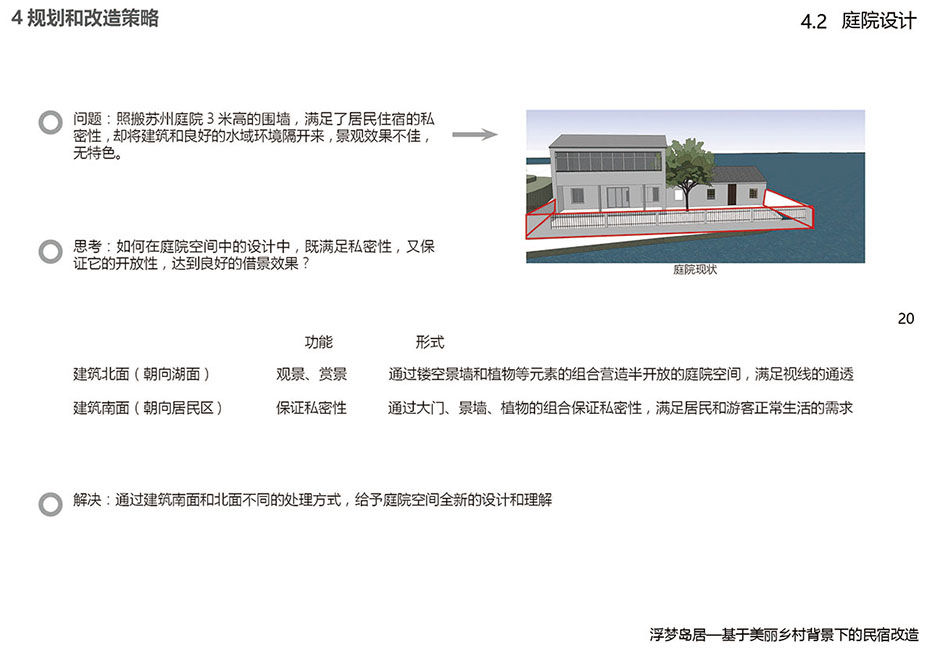 4 规划和改造策略
4.2 庭院设计
问题：照搬苏州庭院 3 米高的围墙，满足了居民住宿的私
密性，却将建筑和良好的水域环境隔开来，景观效果不佳，
无特色。
思考：如何在庭院空间中的设计中，既满足私密性，又保
证它的开放性，达到良好的借景效果？
庭院现状
20
功能 形式
建筑北面（朝向湖面） 观景、赏景 通过镂空景墙和植物等元素的组合营造半开放的庭院空间，满足视线的通透
建筑南面（朝向居民区） 保证私密性 通过大门、景墙、植物的组合保证私密性，满足居民和游客正常生活的需求
解决：通过建筑南面和北面不同的处理方式，给予庭院空间全新的设计和理解
浮梦岛居—基于美丽乡村背景下的民宿改造